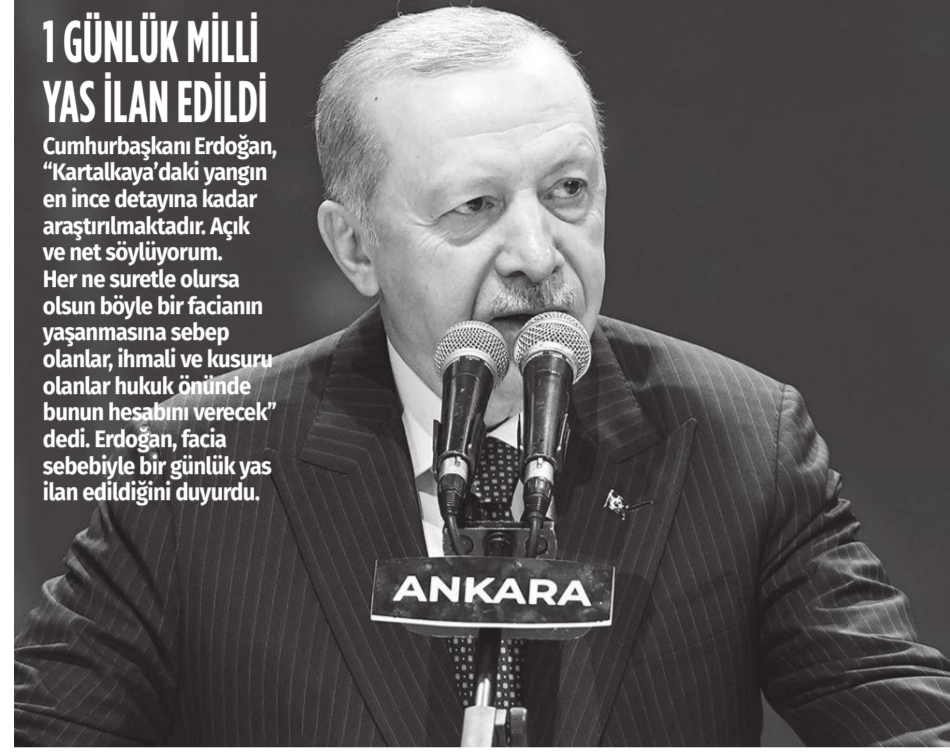 1 GÜNLÜK MİLLİ
YAS İLAN EDİLDİ
Cumhurbaşkanı Erdoğan,
“Kartalkaya’daki yangın
en ince detayına kadar
araştırılmaktadır. Açık
ve net söylüyorum.
Her ne suretle olursa
olsun böyle bir facianın
yaşanmasına sebep
olanlar, ihmali ve kusuru
olanlar hukuk önünde
bunun hesabını verecek”
dedi. Erdoğan, facia
sebebiyle bir günlük yas
ilan edildiğini duyurdu.
ANKARA